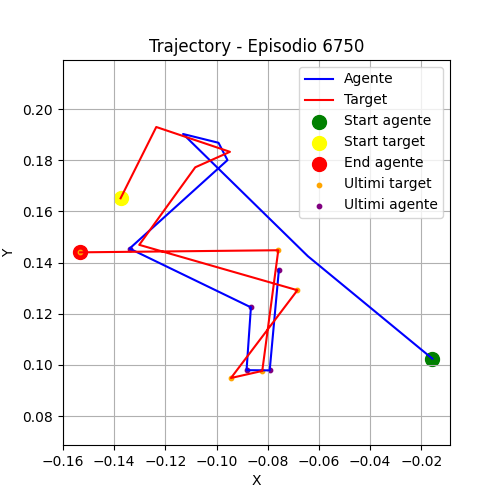 Trajectory - Episodio 6750
Agente
Target
Start agente
Start target
End agente
Ultimi target
Ultimi agente
Y
0.20
0.18
0.16
0.14
0.12
0.10
0.08
−0.16 −0.14 −0.12 −0.10 −0.08 −0.06 −0.04 −0.02
X